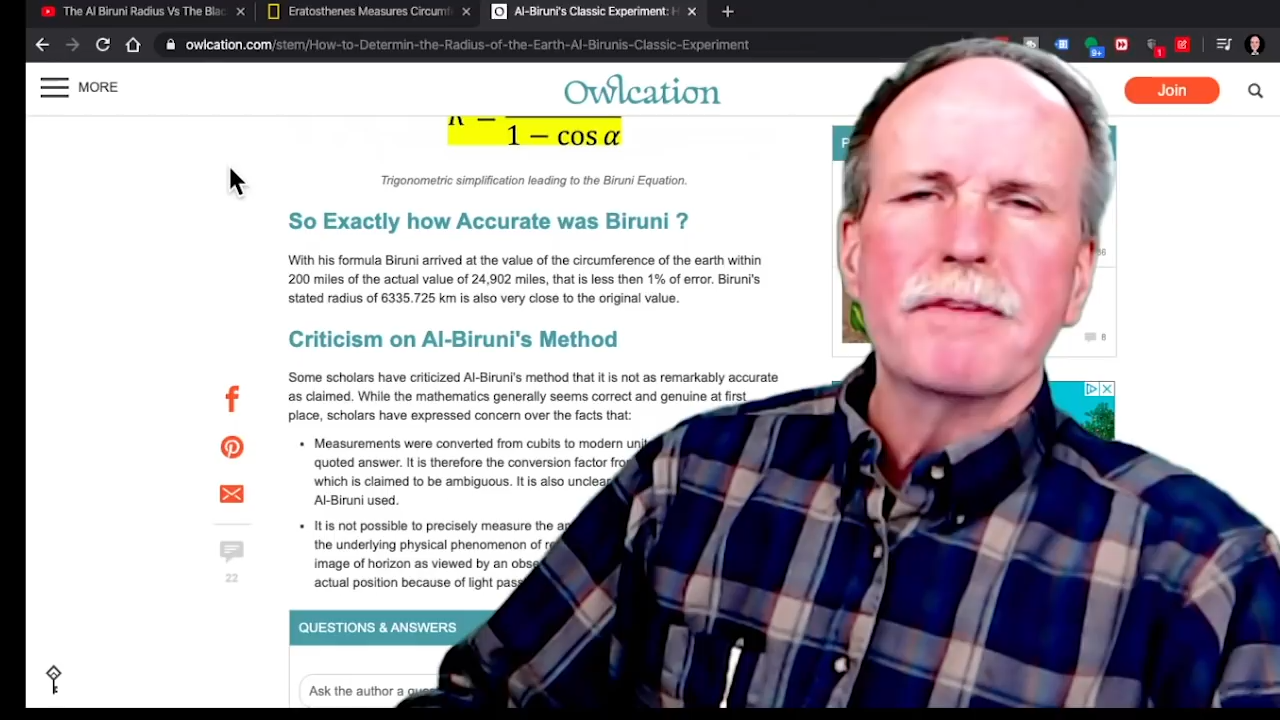 The Al Biruni Radius Vs The Blac
Eratosthenes Measures Circumf
Al-Biruni's Classic Experiment: H
owlcation.com/stem/How-to-Determin-the-Radius-of-the-Earth-Al-Birunis-Classic-Experiment
9+
1
MORE
Owlcation
Join
1 − cos α
P
Trigonometric simplification leading to the Biruni Equation.
So Exactly how Accurate was Biruni ?
With his formula Biruni arrived at the value of the circumference of the earth within
200 miles of the actual value of 24,902 miles, that is less then 1% of error. Biruni's
stated radius of 6335.725 km is also very close to the original value.
Criticism on Al-Biruni's Method
8
Some scholars have criticized Al-Biruni's method that it is not as remarkably accurate
as claimed. While the mathematics generally seems correct and genuine at first
place, scholars have expressed concern over the facts that:
• Measurements were converted from cubits to modern unit
quoted answer. It is therefore the conversion factor from
which is claimed to be ambiguous. It is also unclear
Al-Biruni used.
• It is not possible to precisely measure the an
the underlying physical phenomenon of re
image of horizon as viewed by an obse
actual position because of light pass
22
QUESTIONS & ANSWERS
Ask the author a ques